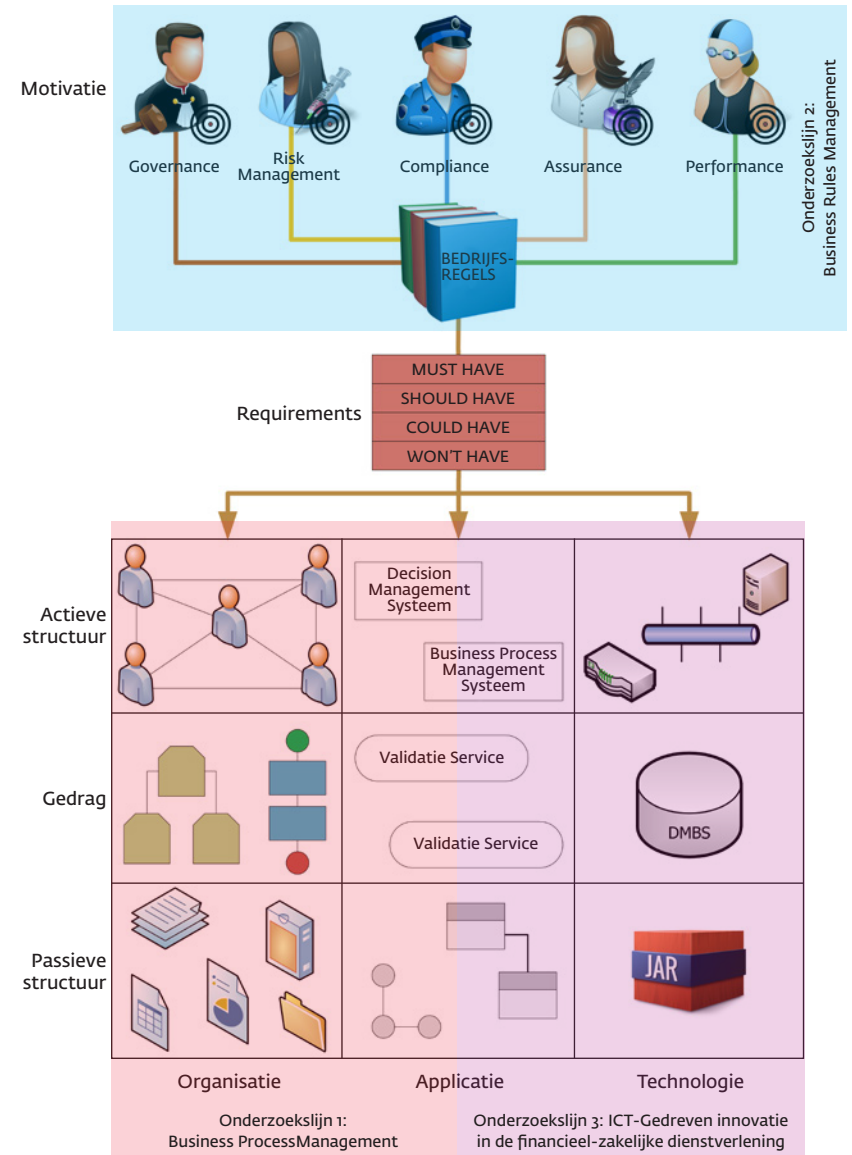 Motivatie
Governance
Risk
Management
Compliance
Assurance
Performance
Onderzoekslijn 2:
Business Rules Management
BEDRIJFS-
REGELS
Requirements
MUST HAVE
SHOULD HAVE
COULD HAVE
WON'T HAVE
Actieve
structuur
Decision
Management
Systeem
Business Process
Management
Systeem
Gedrag
Validatie Service
Validatie Service
DMBS
Passieve
structuur
JAR
Organisatie
Applicatie
Technologie
Onderzoekslijn 1:
Business ProcessManagement
Onderzoekslijn 3: ICT-Gedreven innovatie
in de financieel-zakelijke dienstverlening